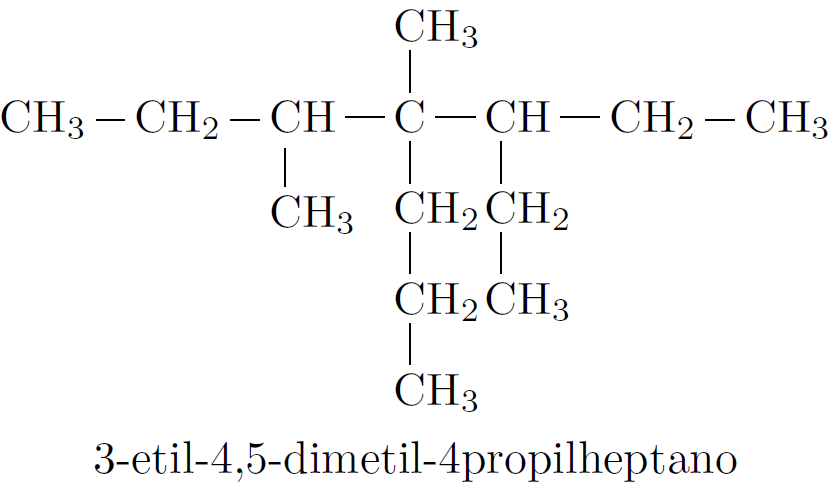 CH₃
CH₃ – CH₂ – CH – C – CH – CH₂ – CH₃
CH₃ CH₂ CH₂
CH₂ CH₃
CH₃
3-etil-4,5-dimetil-4propilheptano